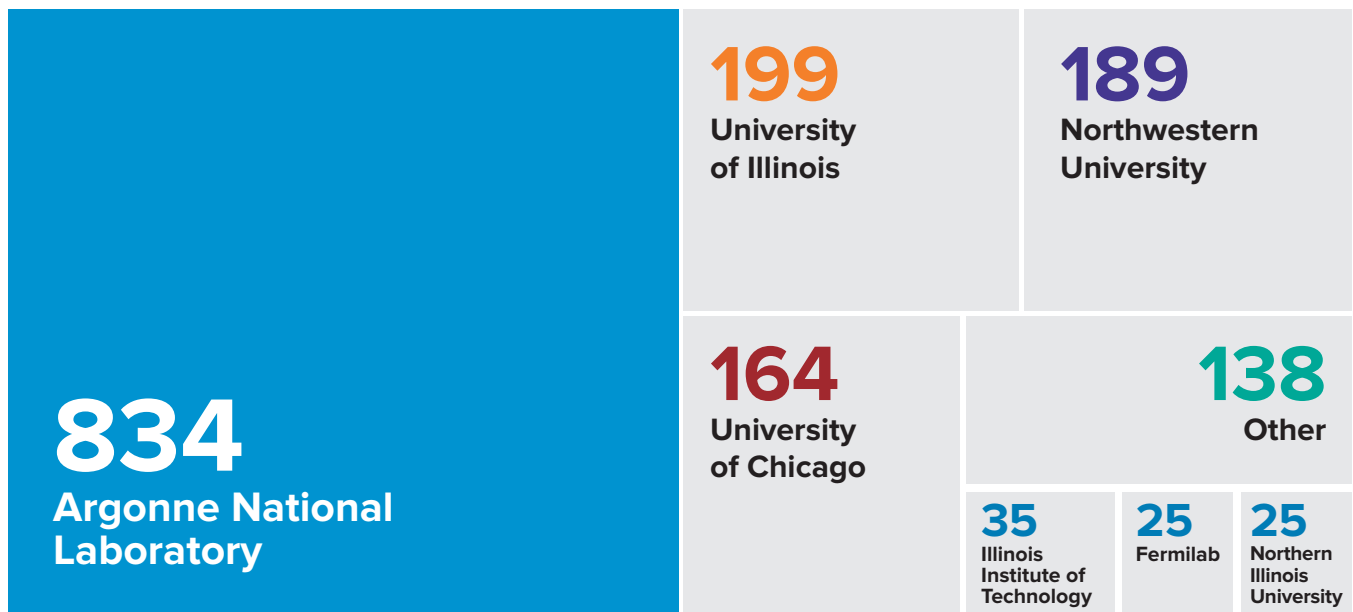 834
Argonne National
Laboratory
199
University
of Illinois
189
Northwestern
University
164
University
of Chicago
138
Other
35
Illinois
Institute of
Technology
25
Fermilab
25
Northern
Illinois
University